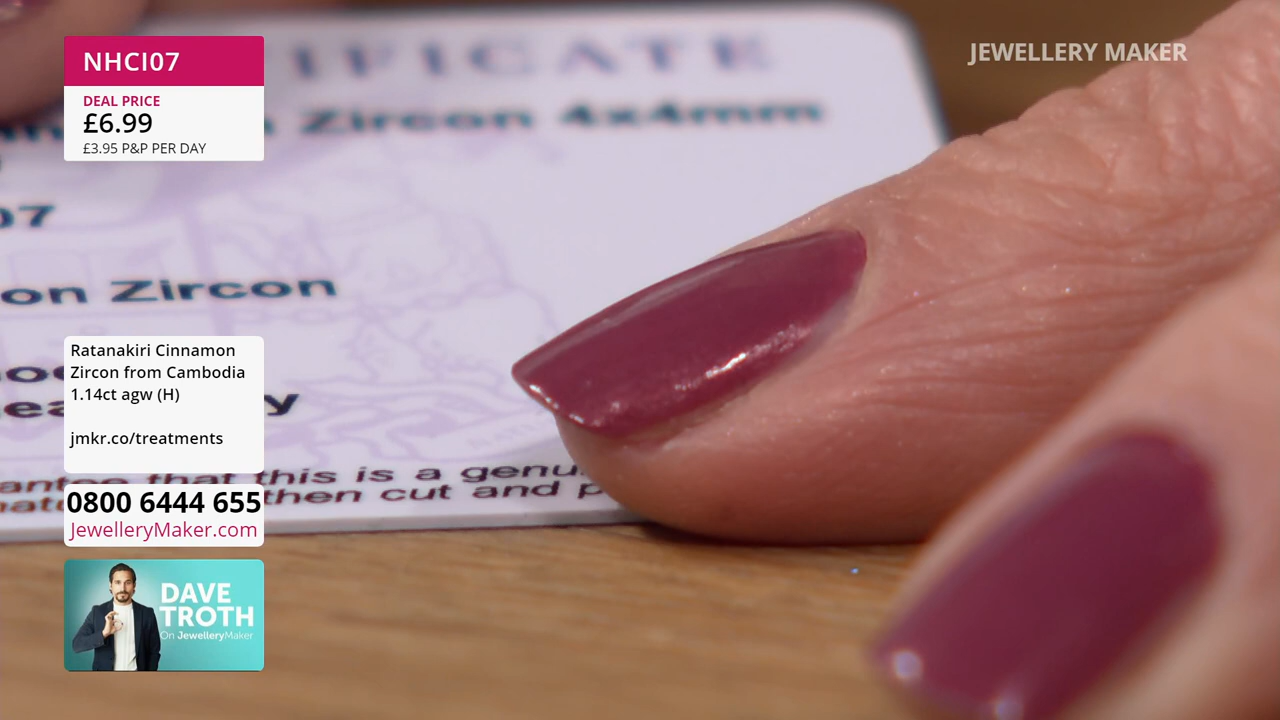 NHCI07
DEAL PRICE
£6.99
£3.95 P&P PER DAY
JEWELLERY MAKER
Zircon 4x4mm
07
on Zircon
Ratanakiri Cinnamon
Zircon from Cambodia
1.14ct agw (H)
jmkr.co/treatments
that this is a
then cut and
0800 6444 655
JewelleryMaker.com
DAVE
TROTH
On JewelleryMaker